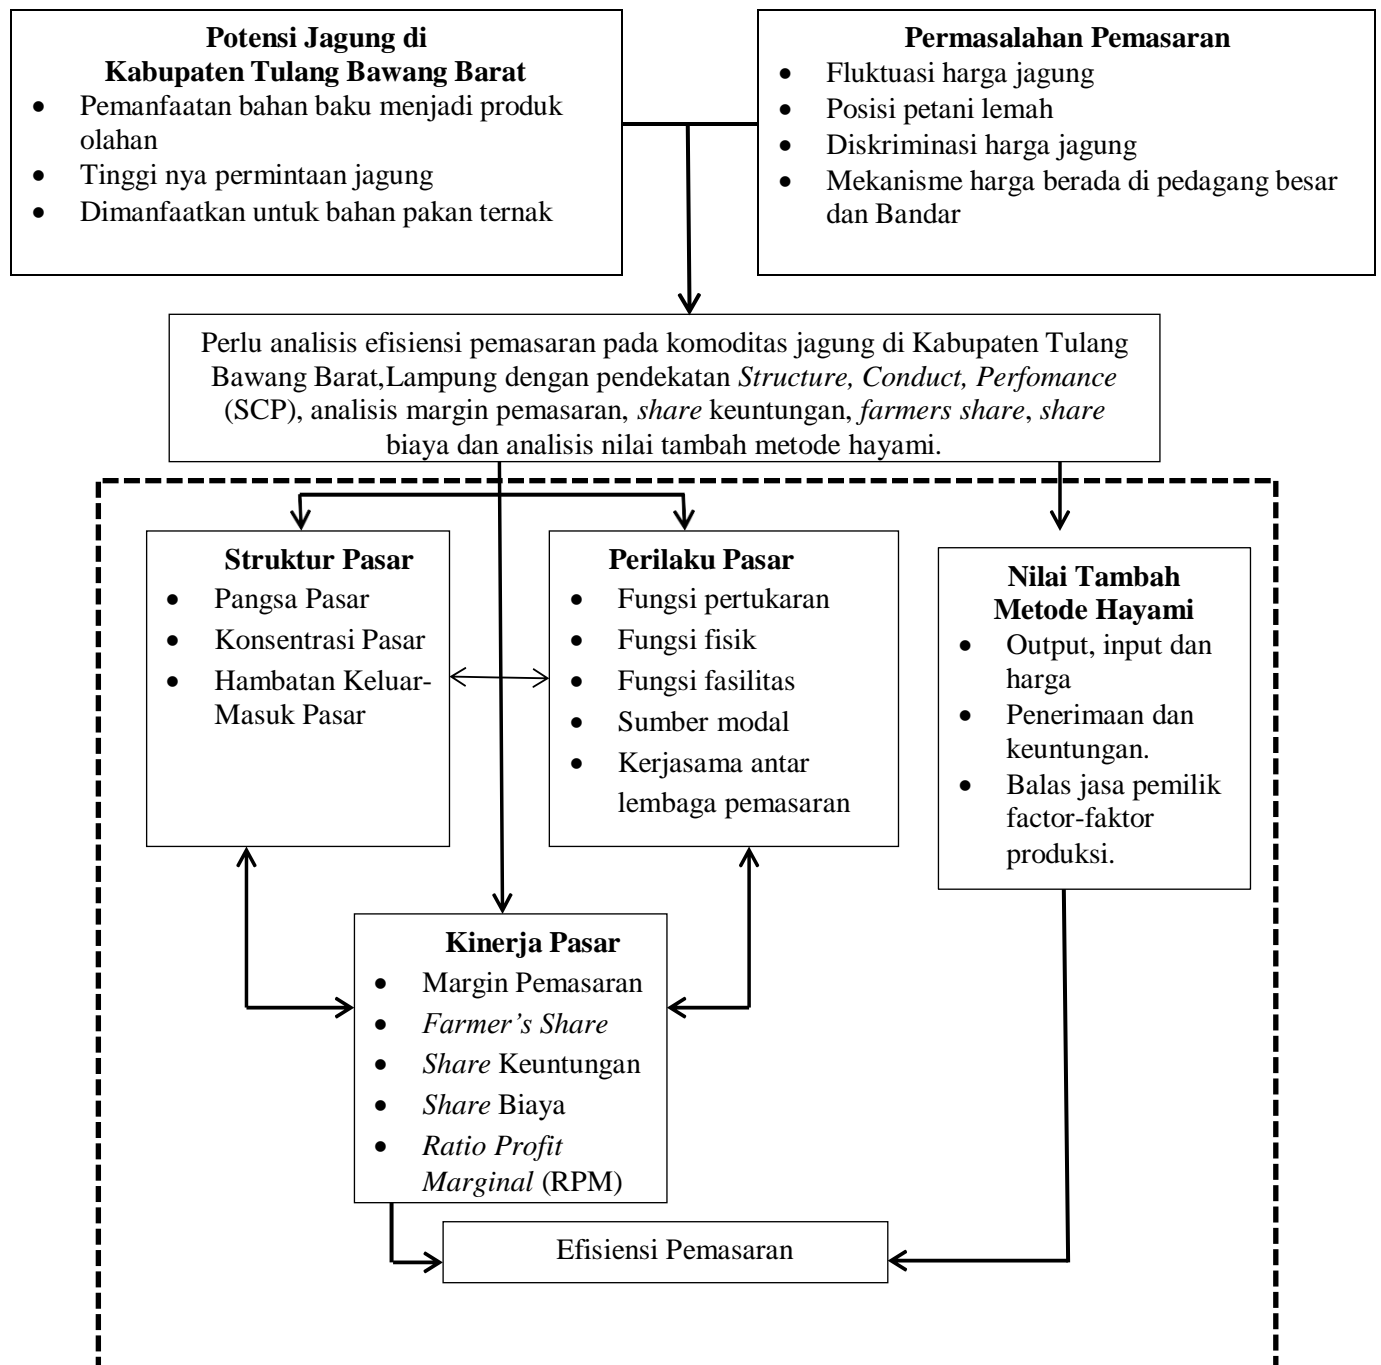 Potensi Jagung di
Kabupaten Tulang Bawang Barat
• Pemanfaatan bahan baku menjadi produk
olahan
• Tinggi nya permintaan jagung
• Dimanfaatkan untuk bahan pakan ternak
Permasalahan Pemasaran
• Fluktuasi harga jagung
• Posisi petani lemah
• Diskriminasi harga jagung
• Mekanisme harga berada di pedagang besar
dan Bandar
Perlu analisis efisiensi pemasaran pada komoditas jagung di Kabupaten Tulang
Bawang Barat,Lampung dengan pendekatan Structure, Conduct, Perfomance
(SCP), analisis margin pemasaran, share keuntungan, farmers share, share
biaya dan analisis nilai tambah metode hayami.
Struktur Pasar
• Pangsa Pasar
• Konsentrasi Pasar
• Hambatan Keluar-
Masuk Pasar
Perilaku Pasar
• Fungsi pertukaran
• Fungsi fisik
• Fungsi fasilitas
• Sumber modal
• Kerjasama antar
lembaga pemasaran
Nilai Tambah
Metode Hayami
• Output, input dan
harga
• Penerimaan dan
keuntungan.
• Balas jasa pemilik
factor-faktor
produksi.
Kinerja Pasar
• Margin Pemasaran
• Farmer’s Share
• Share Keuntungan
• Share Biaya
• Ratio Profit
Marginal (RPM)
Efisiensi Pemasaran